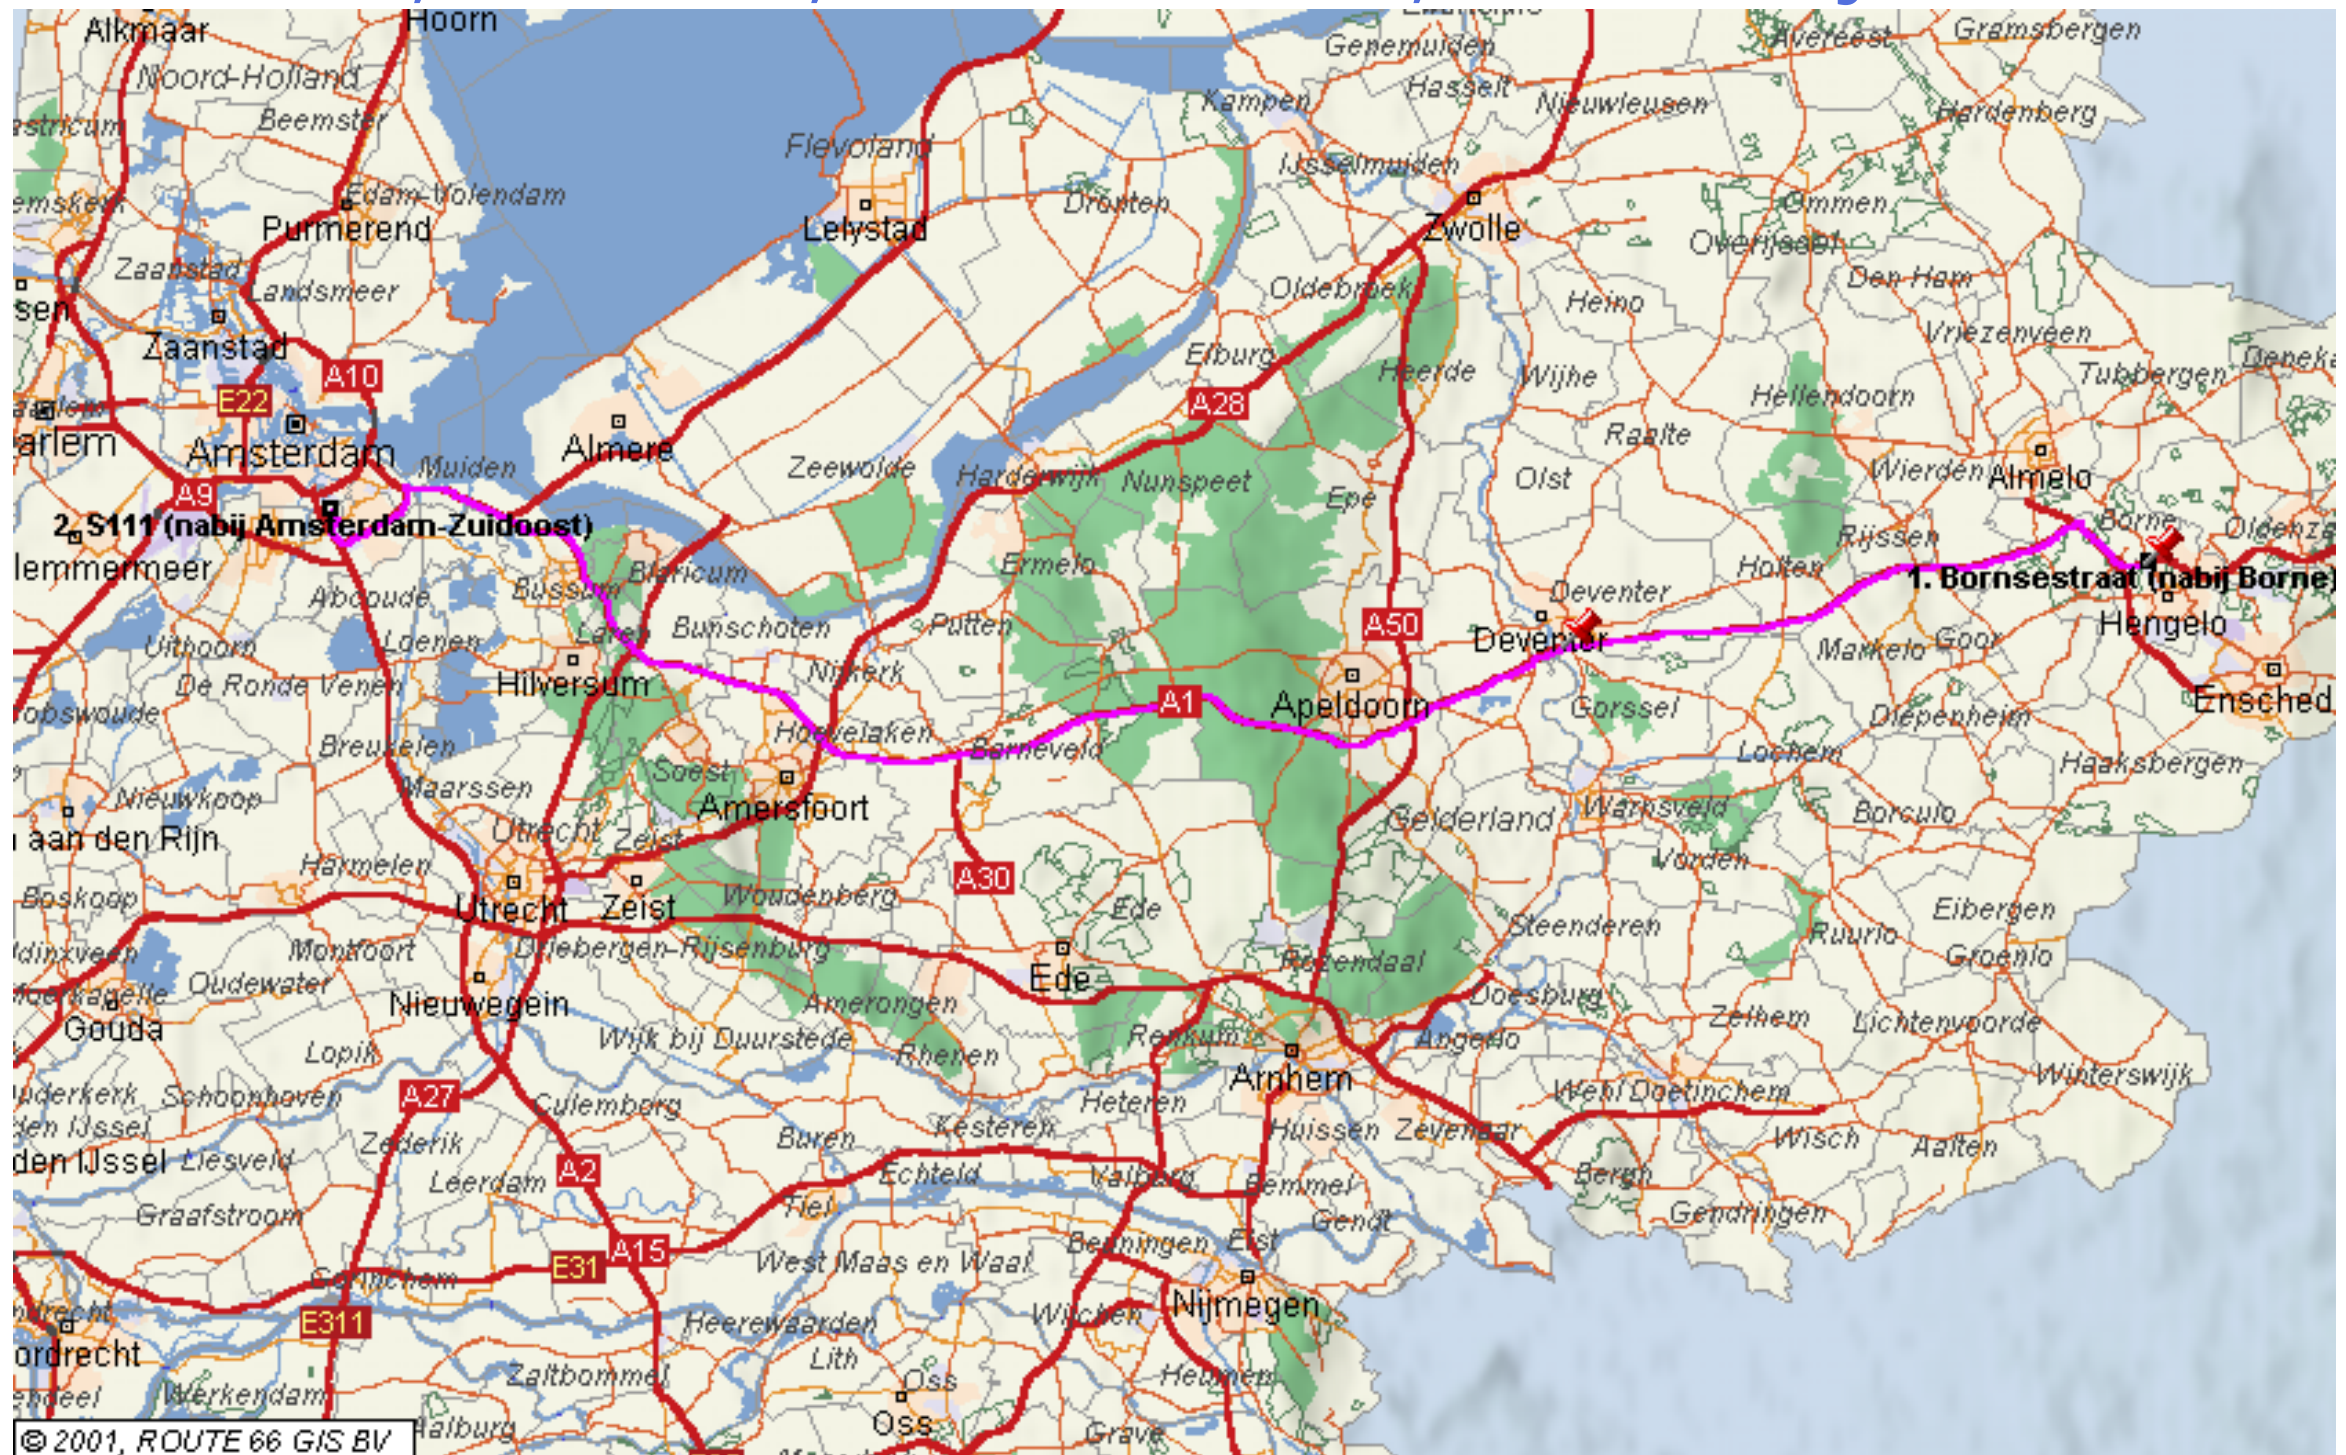 Alkmaar
Hoorn
Noord-Holland
Beemster
Genemuiden
Avereest
Gramsbergen
Hasselt
Nieuwleusen
Hardenberg
Kampen
Flevoland
IJsselmuiden
Edam-Volendam
Purmerend
Lelystad
Dronten
Zwolle
Ommen
Overijssel
Zaanstad
Landsmeer
Oldebroek
Heino
Den Ham
Zaanstad
Vriezenveen
A10
E22
Elburg
Heerde
Wijhe
Tubbergen
Hellendoorn
A28
Amsterdam
Muiden
Almere
Zeewolde
Harderwijk
Nunspeet
Epe
Olst
Raalte
Wierden
Almelo
A9
2. S111 (nabij Amsterdam-Zuidoost)
Borne
Rijssen
Ermelo
Holten
1. Bornsestraat (nabij Borne)
Abcoude
Bussum
Blaricum
Deventer
Hengelo
Uithoorn
Loenen
Laren
Bunschoten
Putten
A50
Deventer
Markelo
Goor
De Ronde Venen
Hilversum
Nijkerk
A1
Apeldoorn
Gorssel
Diepenheim
Breukelen
Hoevelaken
Barneveld
Lochem
Haaksbergen
Nieuwkoop
Maarssen
Soest
Amersfoort
Gelderland
Warnsveld
Borculo
aan den Rijn
Utrecht
Zeist
Vorden
Harmelen
A30
Boskoop
Utrecht
Zeist
Woudenberg
Ede
Steenderen
Eibergen
Ruurlo
Montfoort
Driebergen-Rijsenburg
Rozendaal
Groenlo
Oudewater
Nieuwegein
Ede
Amerongen
Doesburg
Gouda
Lopik
Wijk bij Duurstede
Rhenen
Renkum
Angerlo
Zelhem
Lichtenvoorde
Arnhem
Winterswijk
A27
Schoonhoven
Culemborg
Heteren
Wehl
Doetinchem
Zederik
Buren
Kesteren
Huissen
Zevenaar
Wisch
Aalten
den IJssel
Liesveld
Leerdam
A2
Echteld
Valburg
Bemmel
Bergh
Graafstroom
Tiel
Gendt
Gendringen
A15
E31
Gorinchem
West Maas en Waal
Beuningen
Elst
E311
Heerewaarden
Wijchen
Nijmegen
Lith
Zaltbommel
Oss
Heumen
Werkendam
Aalburg
Oss
Grave
© 2001, ROUTE 66 GIS BV